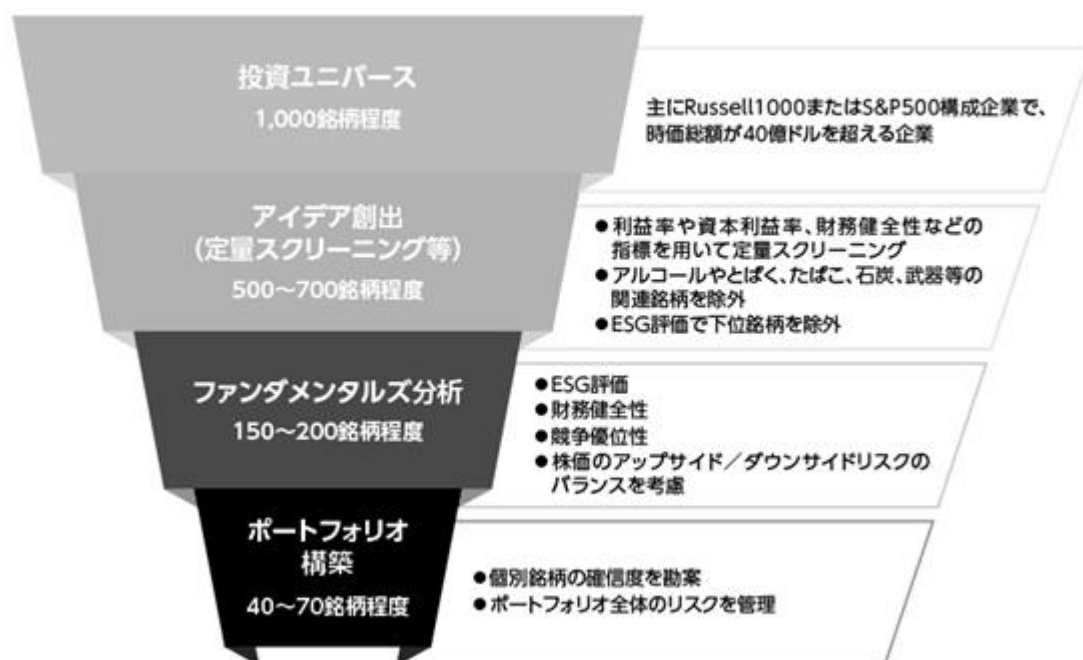 投資ユニバース
1,000銘柄程度
主にRussell1000またはS&P500構成企業で、
時価総額が40億ドルを超える企業
アイデア創出
(定量スクリーニング等)
500〜700銘柄程度
●利益率や資本利益率、財務健全性などの
指標を用いて定量スクリーニング
●アルコールやとばく、たばこ、石炭、武器等の
関連銘柄を除外
●ESG評価で下位銘柄を除外
ファンダメンタルズ分析
150〜200銘柄程度
●ESG評価
●財務健全性
●競争優位性
●株価のアップサイド／ダウンサイドリスクの
バランスを考慮
ポートフォリオ
構築
40〜70銘柄程度
●個別銘柄の確信度を勘案
●ポートフォリオ全体のリスクを管理